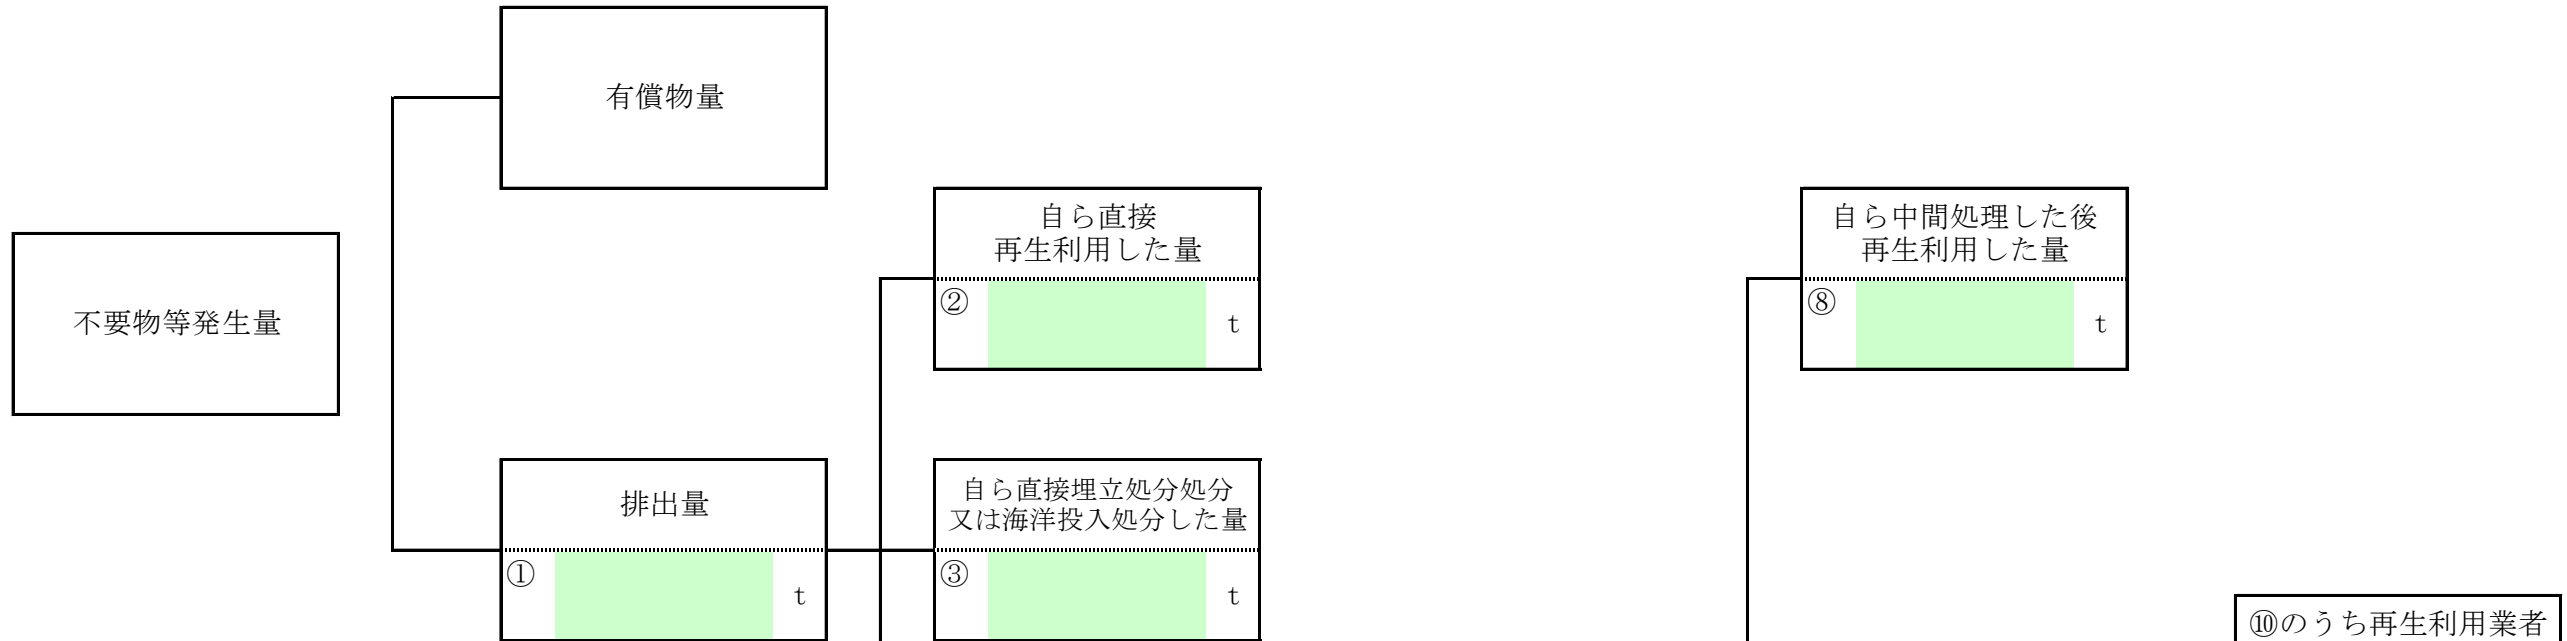 有償物量
不要物等発生量
自ら直接
再生利用した量
②
t
自ら中間処理した後
再生利用した量
⑧
t
排出量
①
t
自ら直接埋立処分処分
又は海洋投入処分した量
③
t
⑩のうち再生利用業者